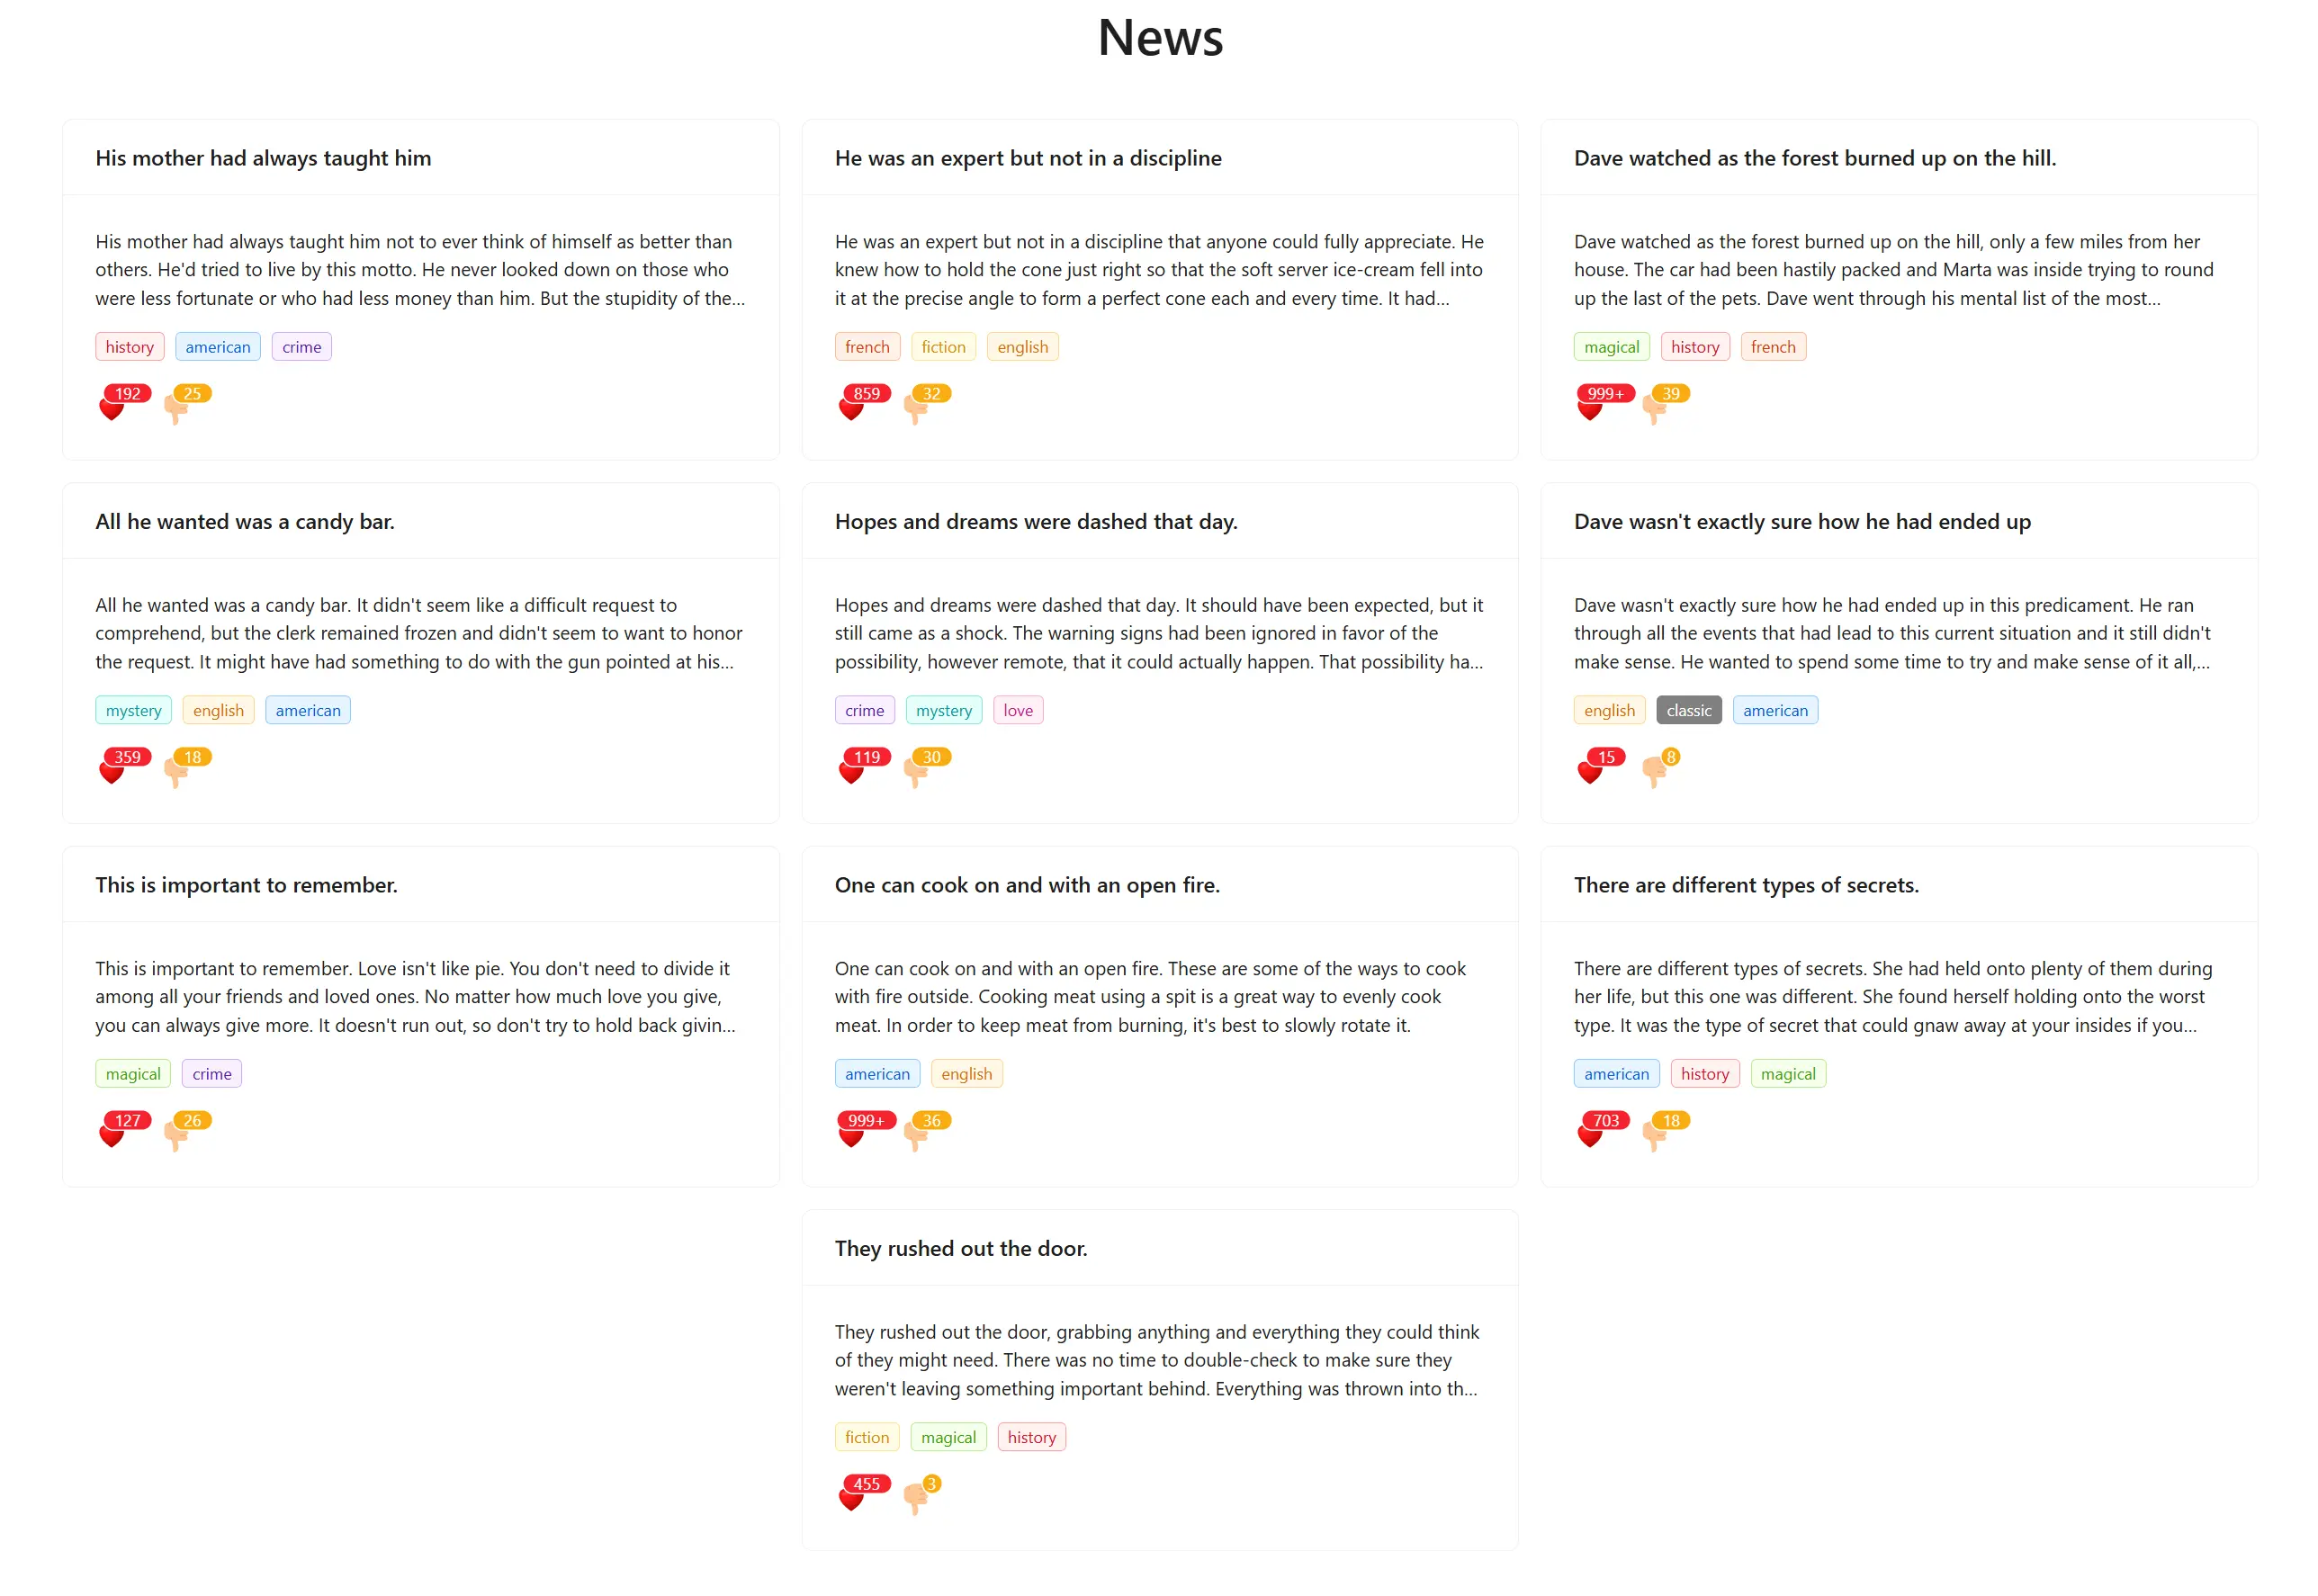 News
His mother had always taught him
His mother had always taught him not to ever think of himself as better than
others. He'd tried to live by this motto. He never looked down on those who
were less fortunate or who had less money than him. But the stupidity of the...
history american crime
192 25
He was an expert but not in a discipline
He was an expert but not in a discipline that anyone could fully appreciate. He
knew how to hold the cone just right so that the soft server ice-cream fell into
it at the precise angle to form a perfect cone each and every time. It had...
french fiction english
859 32
Dave watched as the forest burned up on the hill.
Dave watched as the forest burned up on the hill, only a few miles from her
house. The car had been hastily packed and Marta was inside trying to round
up the last of the pets. Dave went through his mental list of the most...
magical history french
999+ 39
All he wanted was a candy bar.
All he wanted was a candy bar. It didn't seem like a difficult request to
comprehend, but the clerk remained frozen and didn't seem to want to honor
the request. It might have had something to do with the gun pointed at his...
mystery english american
359 18
Hopes and dreams were dashed that day.
Hopes and dreams were dashed that day. It should have been expected, but it
still came as a shock. The warning signs had been ignored in favor of the
possibility, however remote, that it could actually happen. That possibility ha...
crime mystery love
119 30
Dave wasn't exactly sure how he had ended up
Dave wasn't exactly sure how he had ended up in this predicament. He ran
through all the events that had lead to this current situation and it still didn't
make sense. He wanted to spend some time to try and make sense of it all,...
english classic american
15 8
This is important to remember.
This is important to remember. Love isn't like pie. You don't need to divide it
among all your friends and loved ones. No matter how much love you give,
you can always give more. It doesn't run out, so don't try to hold back givin...
magical crime
127 26
One can cook on and with an open fire.
One can cook on and with an open fire. These are some of the ways to cook
with fire outside. Cooking meat using a spit is a great way to evenly cook
meat. In order to keep meat from burning, it's best to slowly rotate it.
american english
999+ 36
There are different types of secrets.
There are different types of secrets. She had held onto plenty of them during
her life, but this one was different. She found herself holding onto the worst
type. It was the type of secret that could gnaw away at your insides if you...
american history magical
703 18
They rushed out the door.
They rushed out the door, grabbing anything and everything they could think
of they might need. There was no time to double-check to make sure they
weren't leaving something important behind. Everything was thrown into th...
fiction magical history
455 3